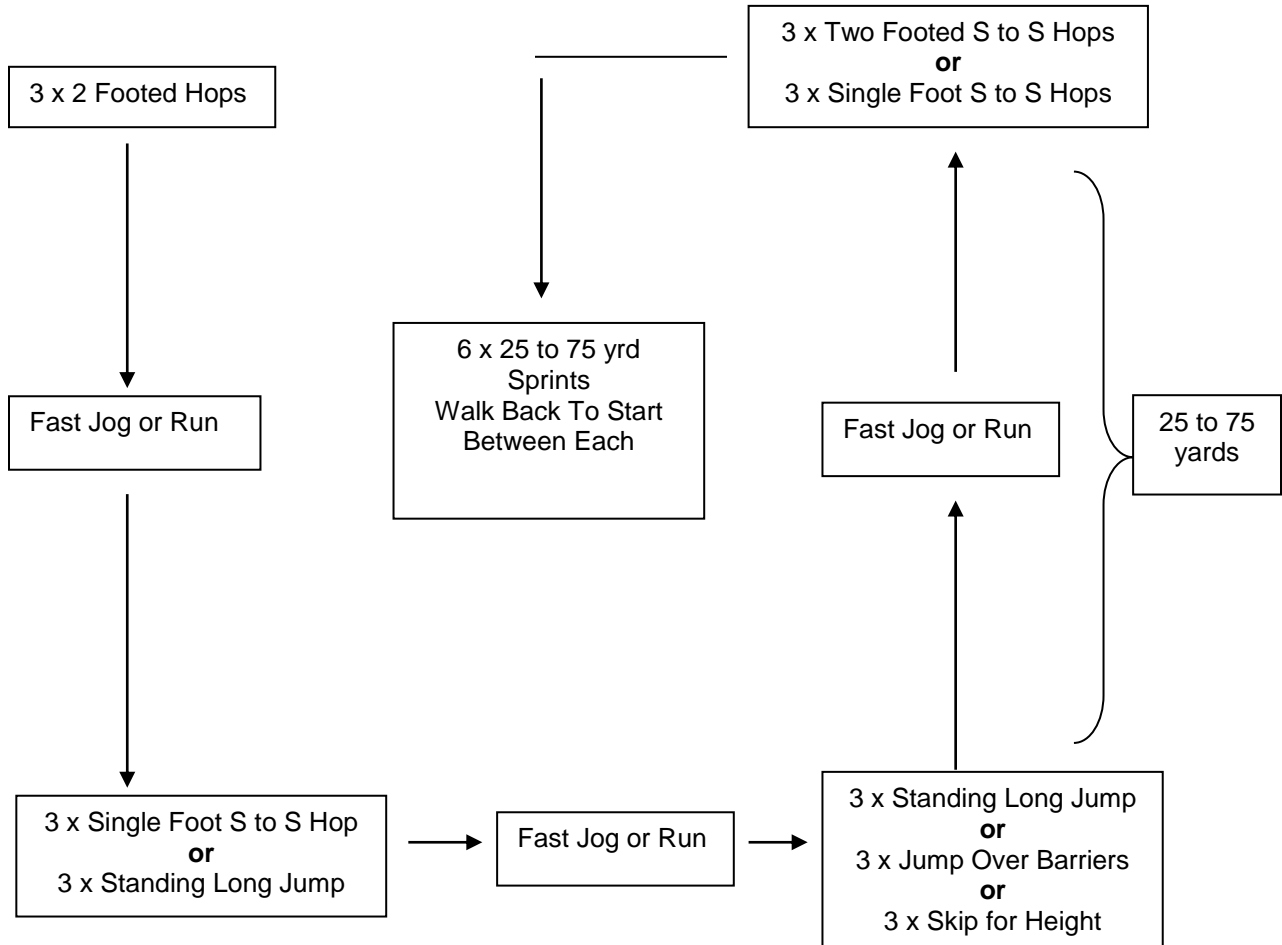 3 x 2 Footed Hops
Fast Jog or Run
3 x Single Foot S to S Hop
or
3 x Standing Long Jump
Fast Jog or Run
3 x Standing Long Jump
or
3 x Jump Over Barriers
or
3 x Skip for Height
Fast Jog or Run
25 to 75
yards
3 x Two Footed S to S Hops
or
3 x Single Foot S to S Hops
6 x 25 to 75 yrd
Sprints
Walk Back To Start
Between Each